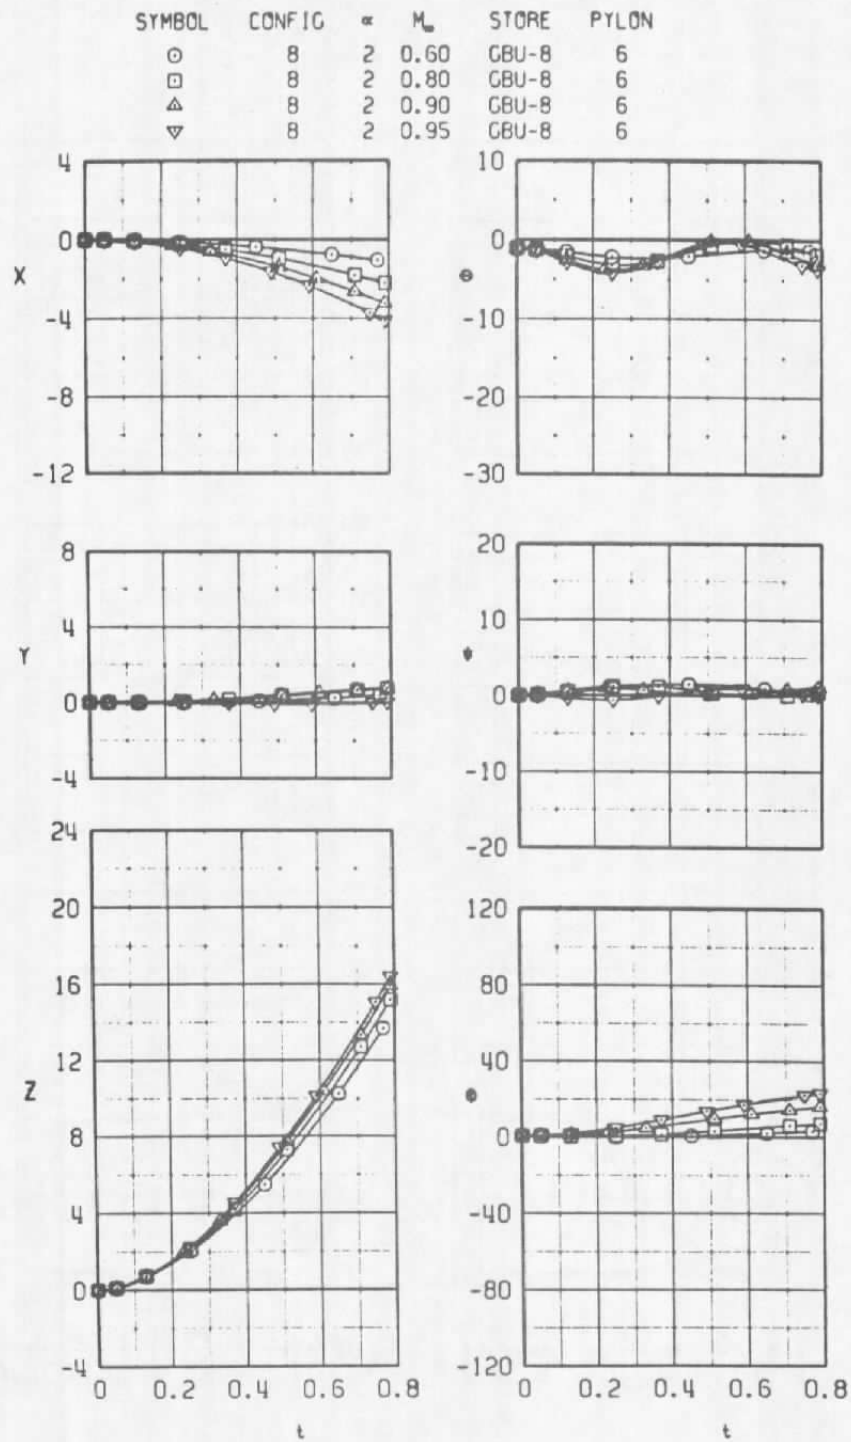 SYMBOL CONFIG α M∞ STORE PYLON
8 2 0.60 GBU-8 6
8 2 0.80 GBU-8 6
8 2 0.90 GBU-8 6
8 2 0.95 GBU-8 6
4
0
-4
-8
-12
X
10
0
-10
-20
-30
θ
8
4
0
-4
Y
20
10
0
-10
-20
ψ
24
20
16
12
8
4
0
-4
Z
0 0.2 0.4 0.6 0.8
t
120
80
40
0
-40
-80
-120
0 0.2 0.4 0.6 0.8
t